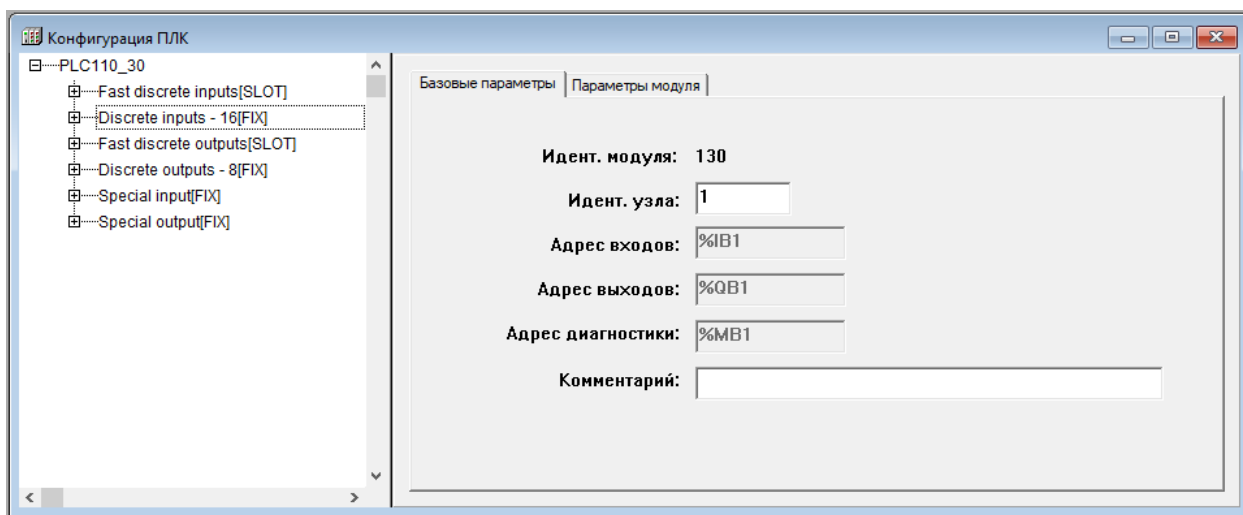 Конфигурация ПЛК
PLC110_30
Fast discrete inputs[SLOT]
Discrete inputs - 16[FIX]
Fast discrete outputs[SLOT]
Discrete outputs - 8[FIX]
Special input[FIX]
Special output[FIX]
Базовые параметры Параметры модуля
Идент. модуля: 130
Идент. узла: 1
Адрес входов: %IB1
Адрес выходов: %QB1
Адрес диагностики: %MB1
Комментарий: